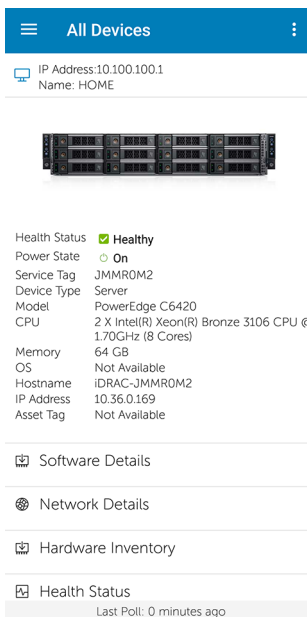 All Devices
IP Address:10.100.100.1
Name: HOME
Health Status Healthy
Power State On
Service Tag JMMR0M2
Device Type Server
Model PowerEdge C6420
CPU 2 X Intel(R) Xeon(R) Bronze 3106 CPU @
1.70GHz (8 Cores)
Memory 64 GB
OS Not Available
Hostname iDRAC-JMMR0M2
IP Address 10.36.0.169
Asset Tag Not Available
Software Details
Network Details
Hardware Inventory
Health Status
Last Poll: 0 minutes ago